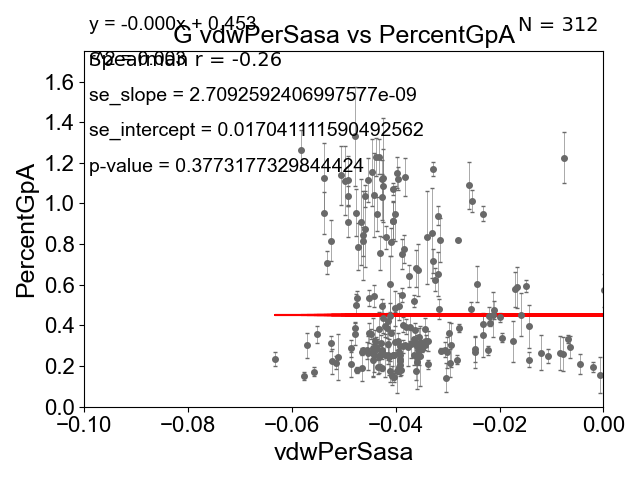 y = -0.000x + 0.453
N = 312
G vdwPerSasa vs PercentGpA
Spearman r = -0.26
se_slope = 2.7092592406997577e-09
se_intercept = 0.017041111590492562
p-value = 0.3773177329844424
PercentGpA
1.6
1.4
1.2
1.0
0.8
0.6
0.4
0.2
0.0
−0.10
−0.08
−0.06
−0.04
−0.02
0.00
vdwPerSasa